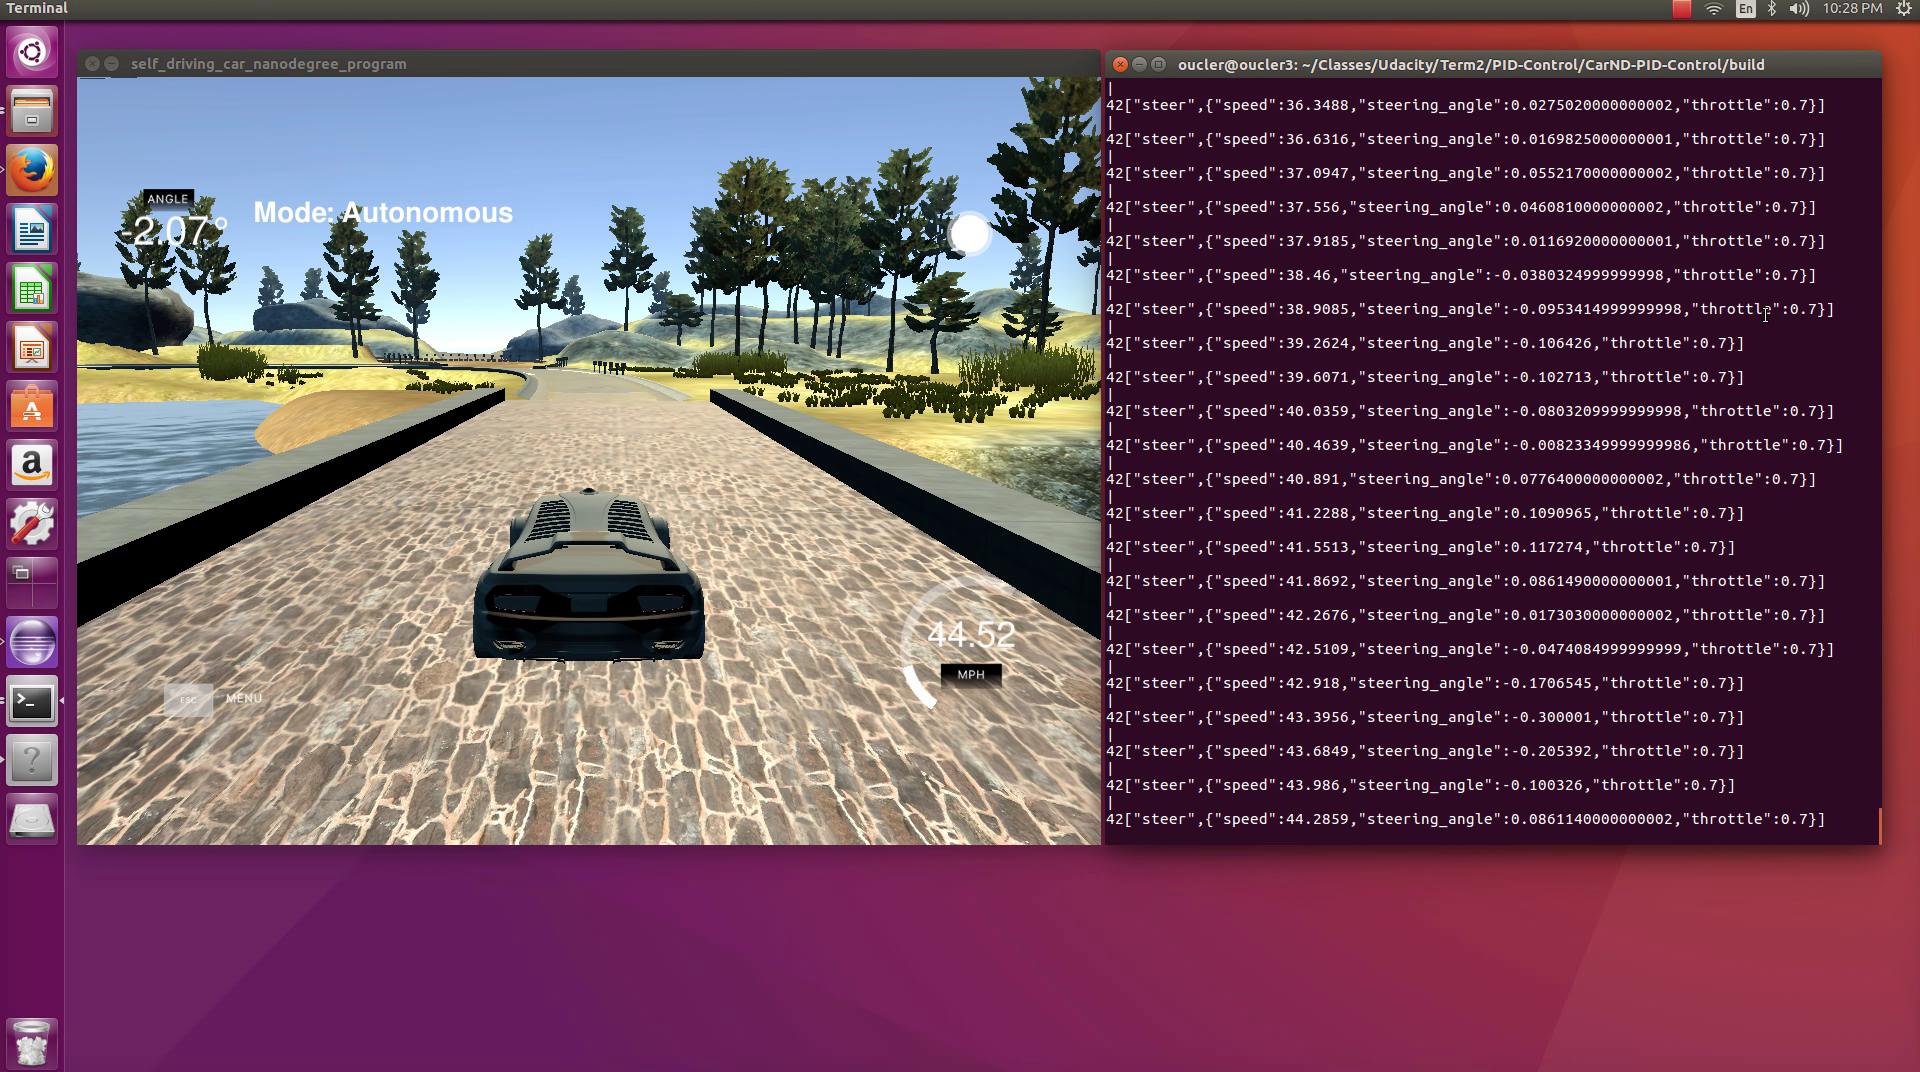 Terminal
En
10:28 PM
self_driving_car_nanodegree_program
ANGLE
-2.07°
Mode: Autonomous
44.52
MPH
ESC
MENU
oucler@oucler3: ~/Classes/Udacity/Term2/PID-Control/CarND-PID-Control/build
|
42["steer",{"speed":36.3488,"steering_angle":0.0275020000000002,"throttle":0.7}]
|
42["steer",{"speed":36.6316,"steering_angle":0.0169825000000001,"throttle":0.7}]
|
42["steer",{"speed":37.0947,"steering_angle":0.0552170000000002,"throttle":0.7}]
|
42["steer",{"speed":37.556,"steering_angle":0.0460810000000002,"throttle":0.7}]
|
42["steer",{"speed":37.9185,"steering_angle":0.0116920000000001,"throttle":0.7}]
|
42["steer",{"speed":38.46,"steering_angle":-0.0380324999999998,"throttle":0.7}]
|
42["steer",{"speed":38.9085,"steering_angle":-0.0953414999999998,"throttle":0.7}]
|
42["steer",{"speed":39.2624,"steering_angle":-0.106426,"throttle":0.7}]
|
42["steer",{"speed":39.6071,"steering_angle":-0.102713,"throttle":0.7}]
|
42["steer",{"speed":40.0359,"steering_angle":-0.0803209999999998,"throttle":0.7}]
|
42["steer",{"speed":40.4639,"steering_angle":-0.00823349999999986,"throttle":0.7}]
|
42["steer",{"speed":40.891,"steering_angle":0.0776400000000002,"throttle":0.7}]
|
42["steer",{"speed":41.2288,"steering_angle":0.1090965,"throttle":0.7}]
|
42["steer",{"speed":41.5513,"steering_angle":0.117274,"throttle":0.7}]
|
42["steer",{"speed":41.8692,"steering_angle":0.0861490000000001,"throttle":0.7}]
|
42["steer",{"speed":42.2676,"steering_angle":0.0173030000000002,"throttle":0.7}]
|
42["steer",{"speed":42.5109,"steering_angle":-0.0474084999999999,"throttle":0.7}]
|
42["steer",{"speed":42.918,"steering_angle":-0.1706545,"throttle":0.7}]
|
42["steer",{"speed":43.3956,"steering_angle":-0.300001,"throttle":0.7}]
|
42["steer",{"speed":43.6849,"steering_angle":-0.205392,"throttle":0.7}]
|
42["steer",{"speed":43.986,"steering_angle":-0.100326,"throttle":0.7}]
|
42["steer",{"speed":44.2859,"steering_angle":0.0861140000000002,"throttle":0.7}]